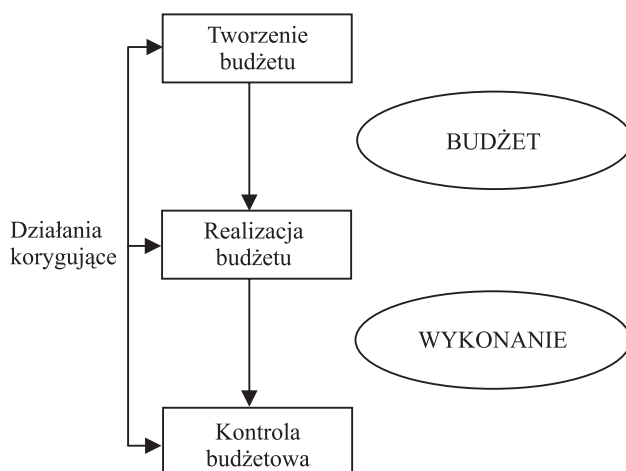 Tworzenie
budżetu
BUDŻET
Działania
korygujące
Realizacja
budżetu
WYKONANIE
Kontrola
budżetowa